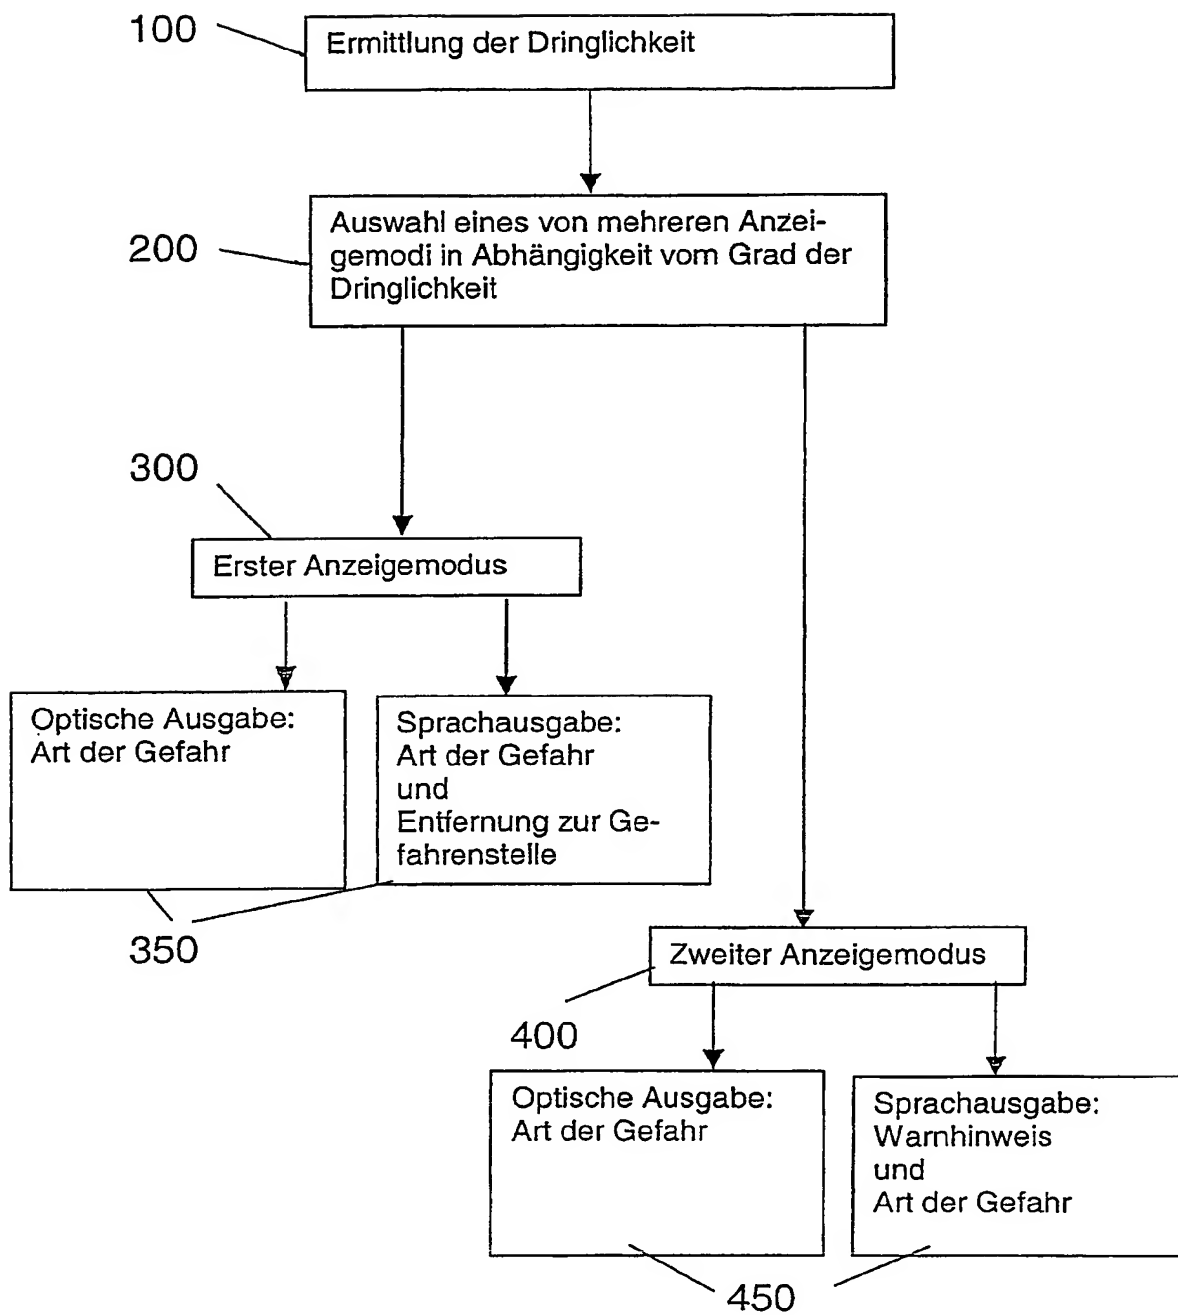 100
Ermittlung der Dringlichkeit
200
Auswahl eines von mehreren Anzei-
gemodi in Abhängigkeit vom Grad der
Dringlichkeit
300
Erster Anzeigemodus
Optische Ausgabe:
Art der Gefahr
Sprachausgabe:
Art der Gefahr
und
Entfernung zur Ge-
fahrenstelle
350
Zweiter Anzeigemodus
400
Optische Ausgabe:
Art der Gefahr
Sprachausgabe:
Warnhinweis
und
Art der Gefahr
450